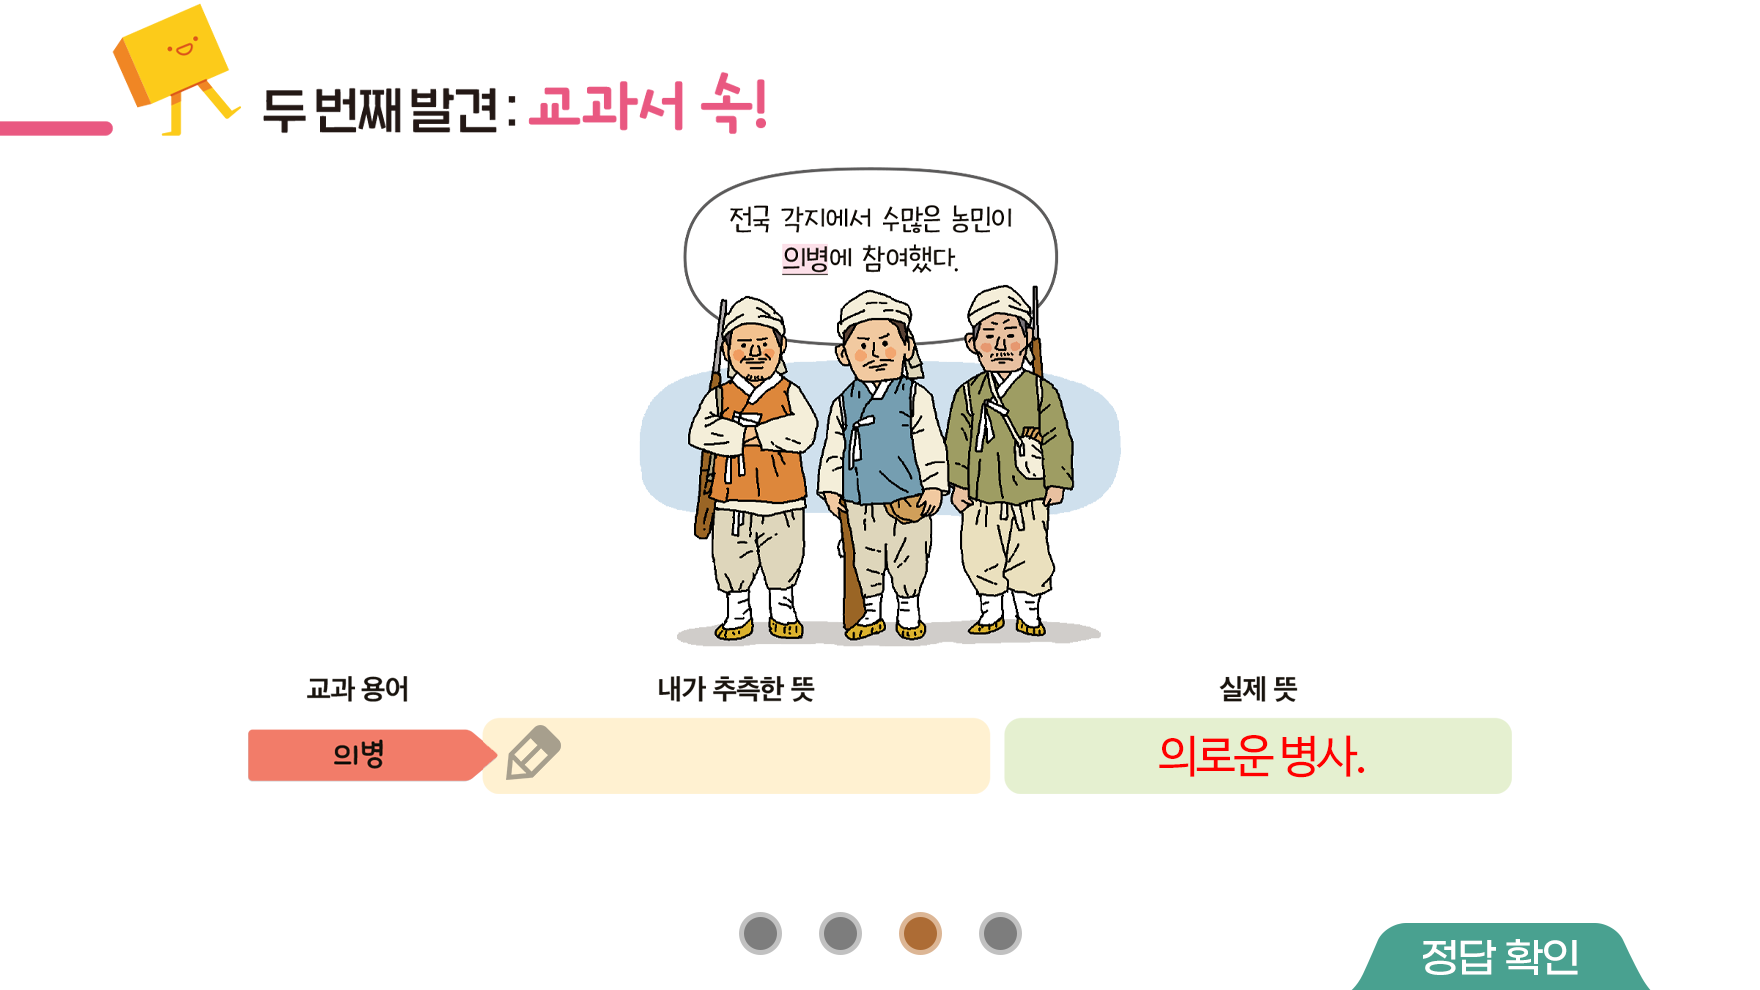 두 번째 발견 : 교과서 속!
전국 각지에서 수많은 농민이
의병에 참여했다.
교과 용어
내가 추측한 뜻
실제 뜻
의병
의로운 병사.
정답 확인